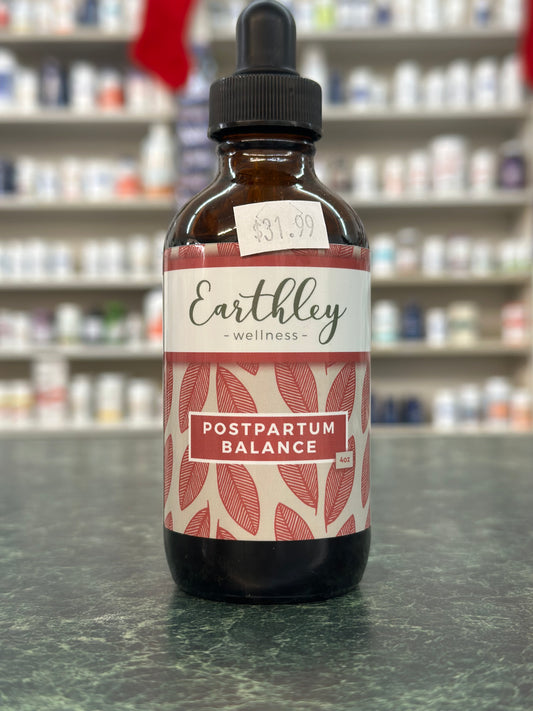 $31.99
Earthley
- wellness -
POSTPARTUM
BALANCE
4oz